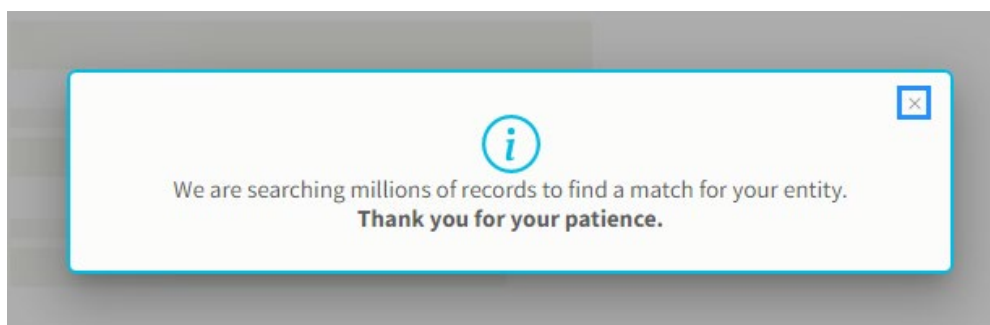 We are searching millions of records to find a match for your entity.
Thank you for your patience.